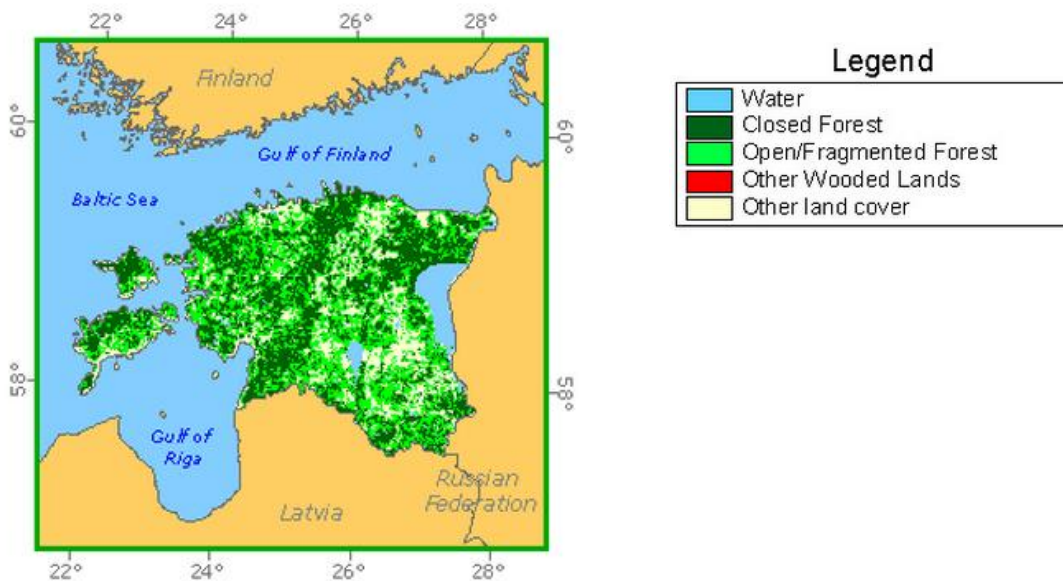 22° 24° 26° 28°
Finland
60°
60°
Gulf of Finland
Baltic Sea
58°
58°
Gulf of
Riga
Latvia
Russian
Federation
22° 24° 26° 28°
Legend
Water
Closed Forest
Open/Fragmented Forest
Other Wooded Lands
Other land cover